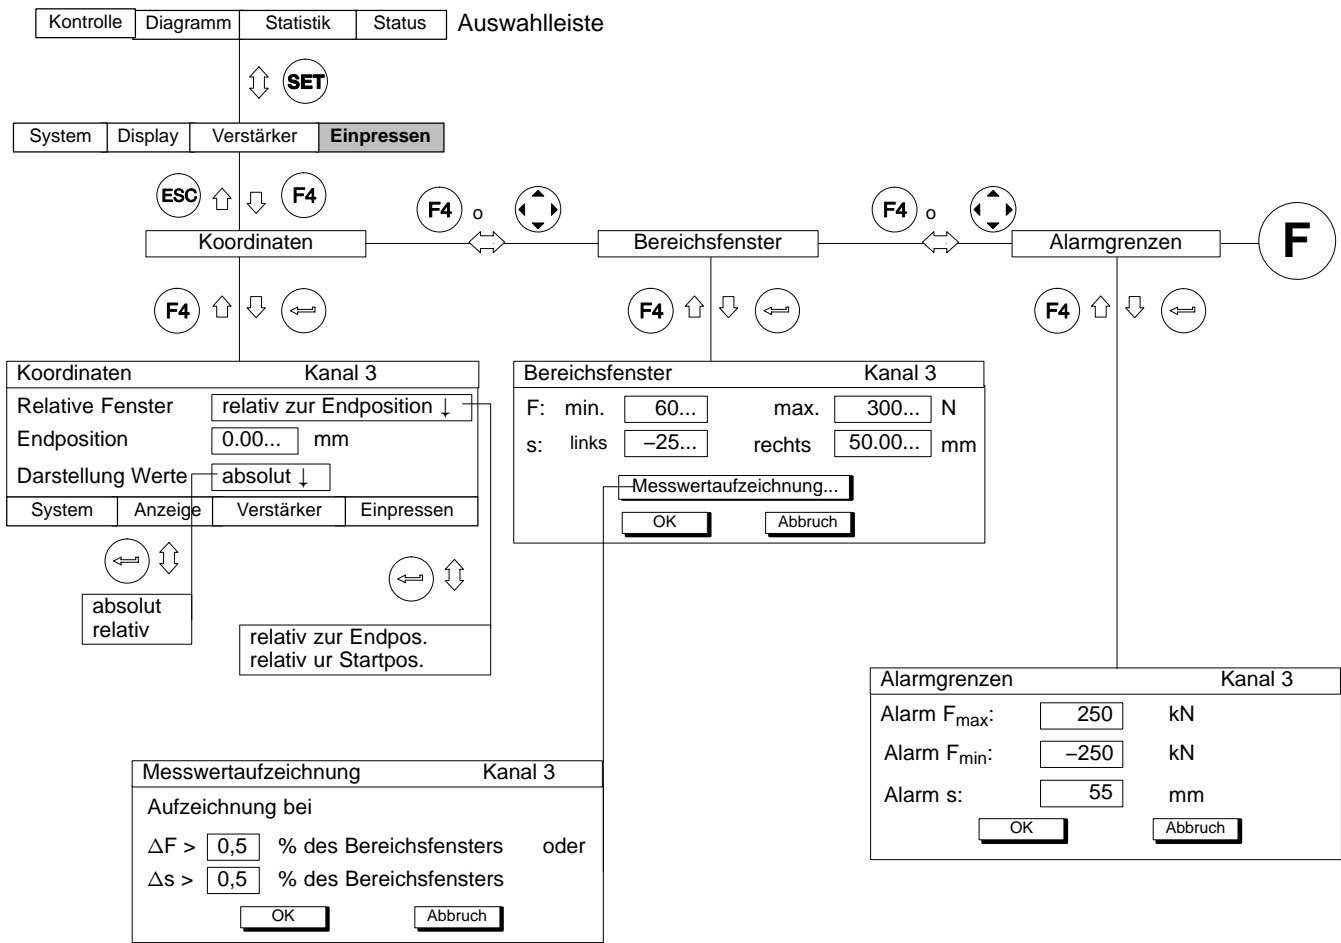 Kontrolle Diagramm Statistik Status Auswahlleiste
SET
System Display Verstärker Einpressen
ESC F4
F4 o
F4 o
Koordinaten Bereichsfenster Alarmgrenzen F
F4
F4
F4
Koordinaten Kanal 3
Relative Fenster relativ zur Endposition ↓
Endposition 0.00... mm
Darstellung Werte absolut ↓
System Anzeige Verstärker Einpressen
absolut
relativ
relativ zur Endpos.
relativ ur Startpos.
Bereichsfenster Kanal 3
F: min. 60... max. 300... N
s: links −25... rechts 50.00... mm
Messwertaufzeichnung...
OK Abbruch
Alarmgrenzen Kanal 3
Alarm Fmax: 250 kN
Alarm Fmin: −250 kN
Alarm s: 55 mm
OK Abbruch
Messwertaufzeichnung Kanal 3
Aufzeichnung bei
ΔF > 0,5 % des Bereichsfensters oder
Δs > 0,5 % des Bereichsfensters
OK Abbruch